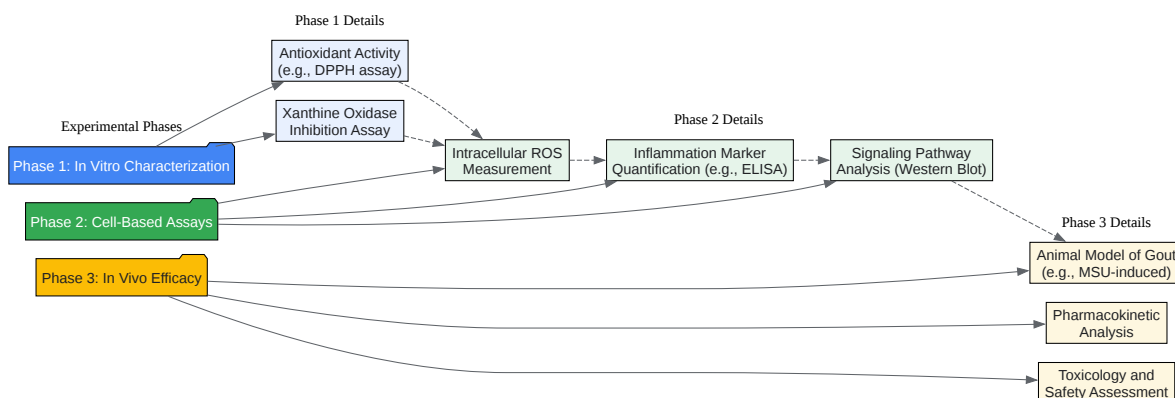 Phase 1 Details
Antioxidant Activity
(e.g., DPPH assay)
Xanthine Oxidase
Inhibition Assay
Experimental Phases
Phase 1: In Vitro Characterization
Phase 2: Cell-Based Assays
Phase 3: In Vivo Efficacy
Phase 2 Details
Intracellular ROS
Measurement
Inflammation Marker
Quantification (e.g., ELISA)
Signaling Pathway
Analysis (Western Blot)
Phase 3 Details
Animal Model of Gout
(e.g., MSU-induced)
Pharmacokinetic
Analysis
Toxicology and
Safety Assessment